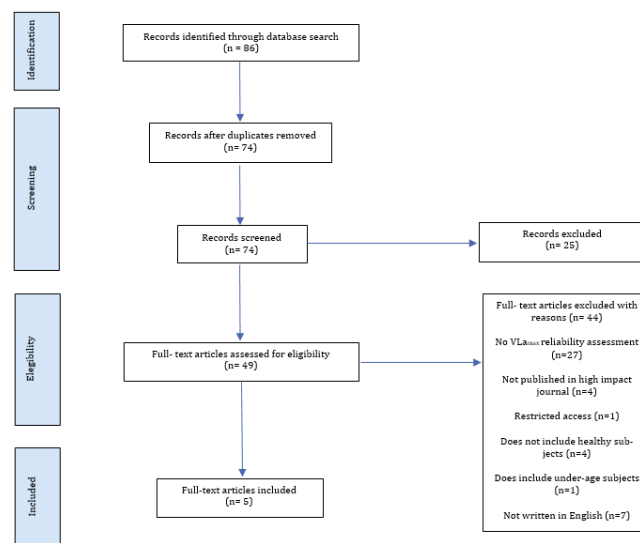 Identification
Records identified through database search
(n = 86)
Records after duplicates removed
(n= 74)
Screening
Records screened
(n= 74)
Records excluded
(n= 25)
Elegibility
Full- text articles assessed for eligibility
(n= 49)
Full- text articles excluded with
reasons (n= 44)
No VLamax reliability assessment
(n=27)
Not published in high impact
journal (n=4)
Restricted access (n=1)
Does not include healthy sub-
jects (n=4)
Does include under-age subjects
(n=1)
Not written in English (n=7)
Included
Full-text articles included
(n= 5)